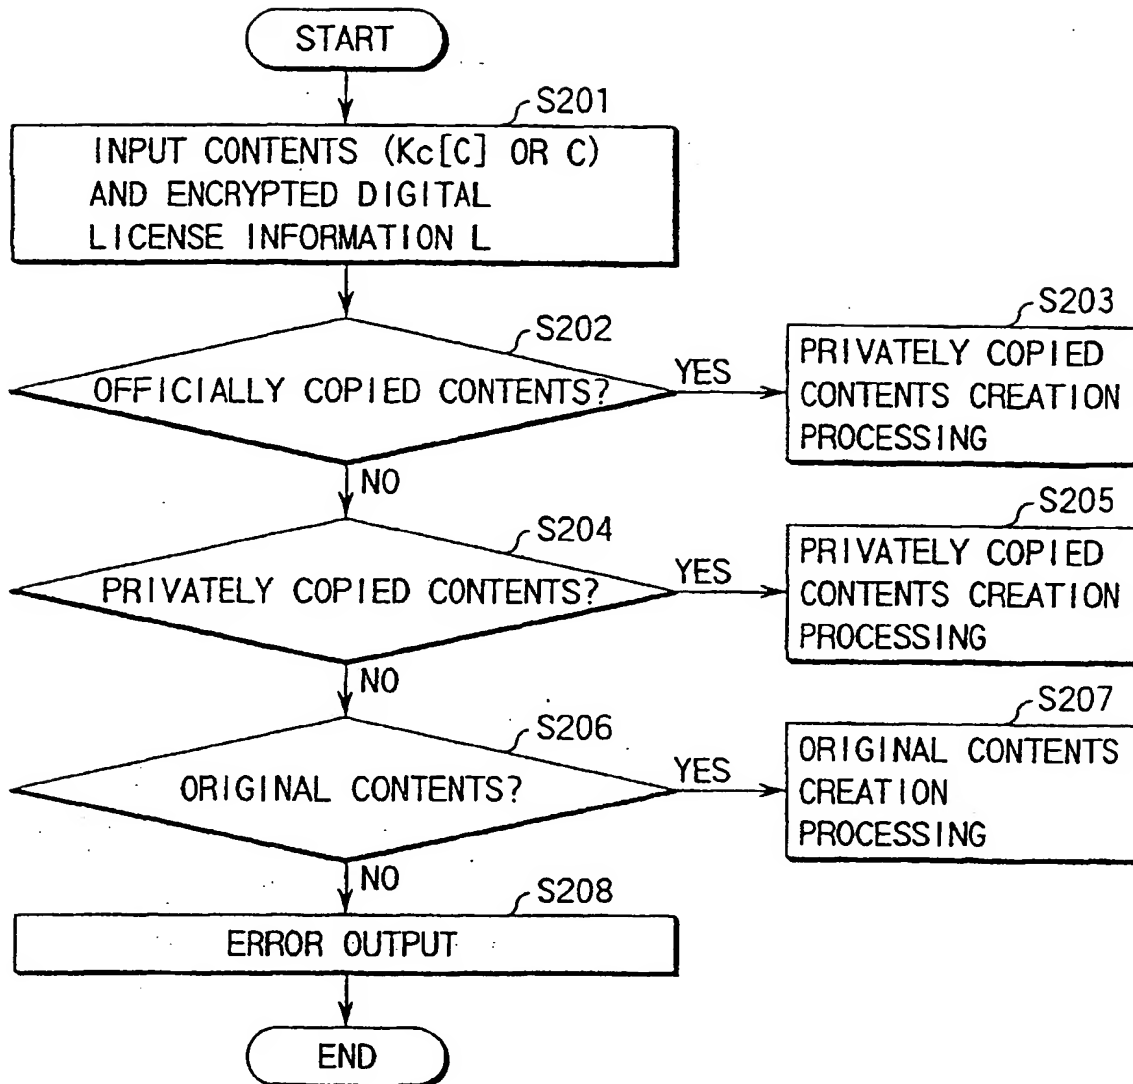 START
S201
INPUT CONTENTS (Kc[C] OR C)
AND ENCRYPTED DIGITAL
LICENSE INFORMATION L
S202
OFFICIALLY COPIED CONTENTS?
YES
S203
PRIVATELY COPIED
CONTENTS CREATION
PROCESSING
NO
S204
PRIVATELY COPIED CONTENTS?
YES
S205
PRIVATELY COPIED
CONTENTS CREATION
PROCESSING
NO
S206
ORIGINAL CONTENTS?
YES
S207
ORIGINAL CONTENTS
CREATION
PROCESSING
NO
S208
ERROR OUTPUT
END